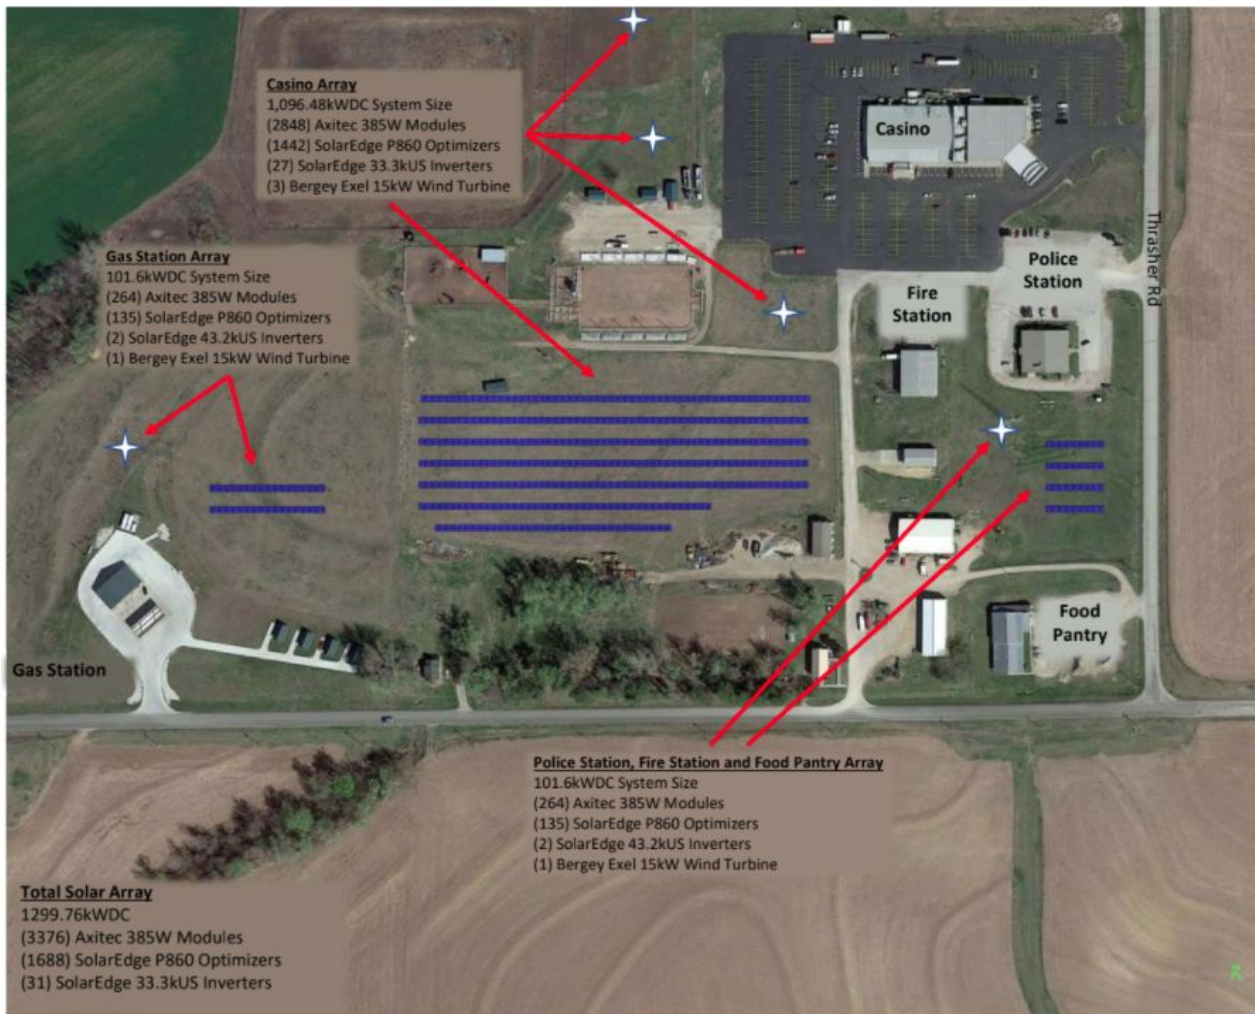 Casino Array
1,096.48kWDC System Size
(2848) Axitec 385W Modules
(1442) SolarEdge P860 Optimizers
(27) SolarEdge 33.3kUS Inverters
(3) Bergey Exel 15kW Wind Turbine
Casino
Gas Station Array
101.6kWDC System Size
(264) Axitec 385W Modules
(135) SolarEdge P860 Optimizers
(2) SolarEdge 43.2kUS Inverters
(1) Bergey Exel 15kW Wind Turbine
Thrasher Rd
Police
Station
Fire
Station
Food
Pantry
Gas Station
Police Station, Fire Station and Food Pantry Array
101.6kWDC System Size
(264) Axitec 385W Modules
(135) SolarEdge P860 Optimizers
(2) SolarEdge 43.2kUS Inverters
(1) Bergey Exel 15kW Wind Turbine
Total Solar Array
1299.76kWDC
(3376) Axitec 385W Modules
(1688) SolarEdge P860 Optimizers
(31) SolarEdge 33.3kUS Inverters